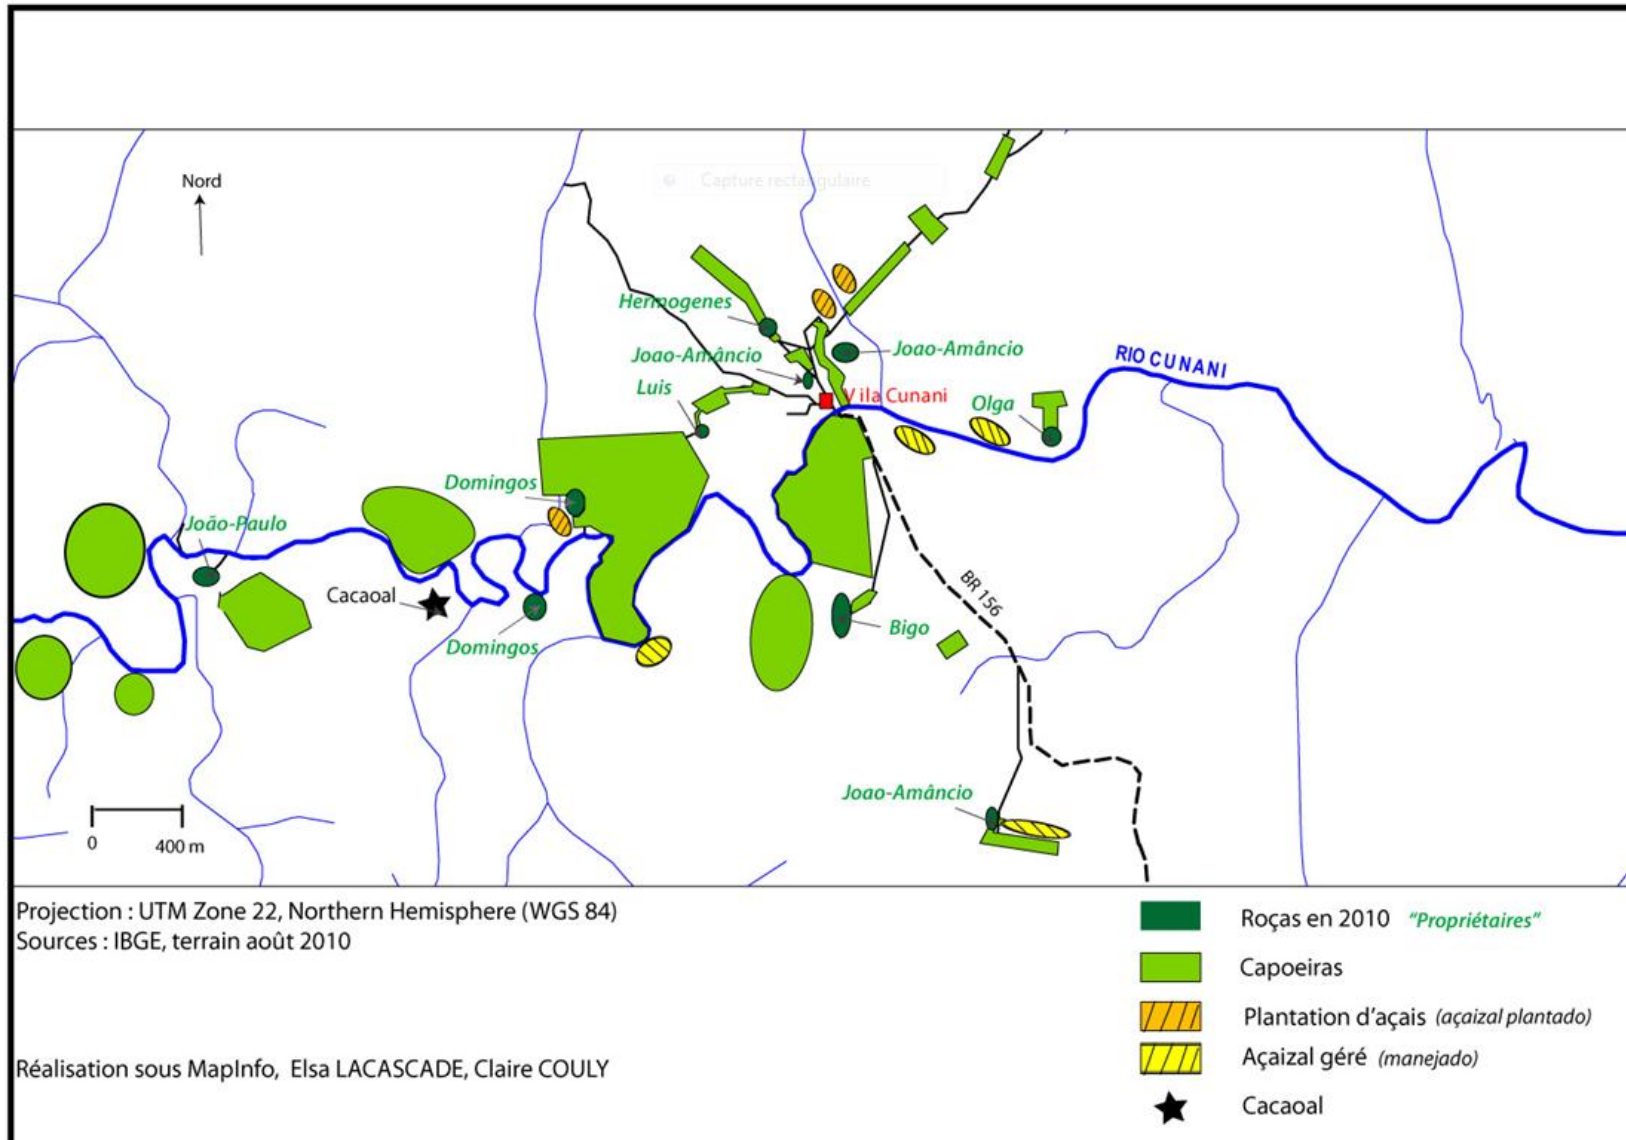 Capture rectangulaire
Nord
Hermogenes
Joao-Amâncio
Joao-Amâncio
RIO CUNANI
Luis
Vila Cunani
Olga
Domingos
João-Paulo
Cacaoal
BR 156
Bigo
Domingos
Joao-Amâncio
0
400 m
Projection : UTM Zone 22, Northern Hemisphere (WGS 84)
Sources : IBGE, terrain août 2010
Réalisation sous MapInfo, Elsa LACASCADE, Claire COULY
Roças en 2010 "Propriétaires"
Capoeiras
Plantation d'açais (açaizal plantado)
Açaizal géré (manejado)
Cacaoal